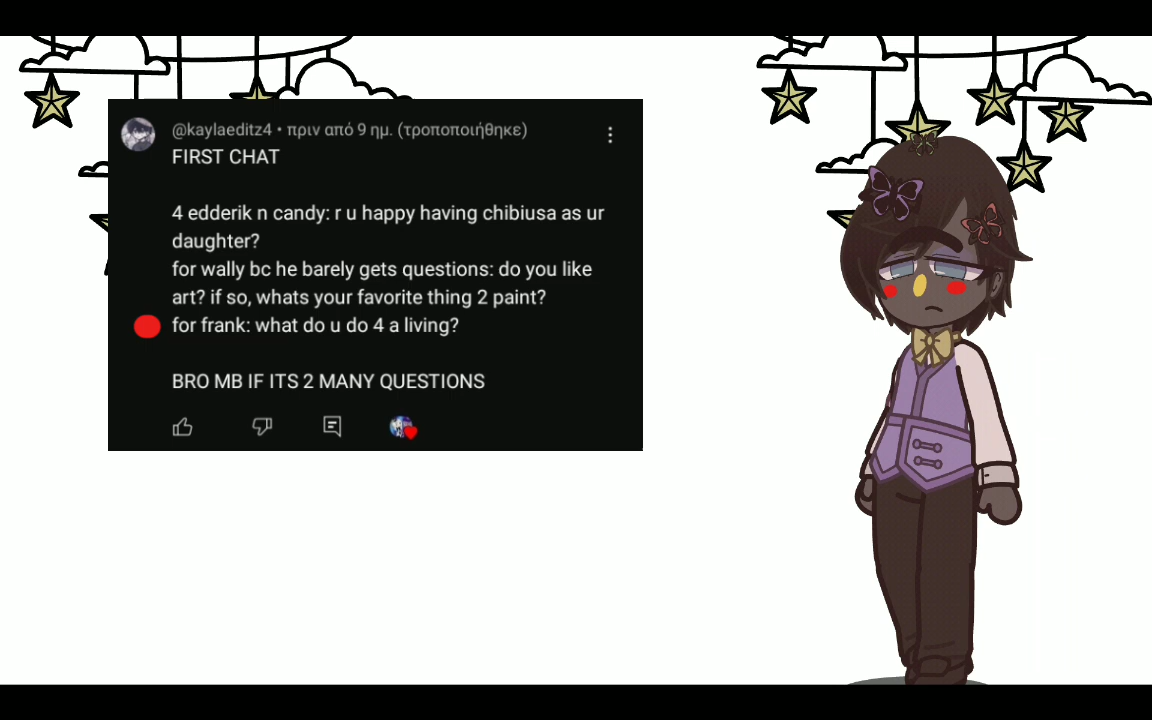 @kaylaeditz4 • πριν από 9 ημ. (τροποποιήθηκε)
FIRST CHAT
4 edderik n candy: r u happy having chibiusa as ur
daughter?
for wally bc he barely gets questions: do you like
art? if so, whats your favorite thing 2 paint?
for frank: what do u do 4 a living?
BRO MB IF ITS 2 MANY QUESTIONS